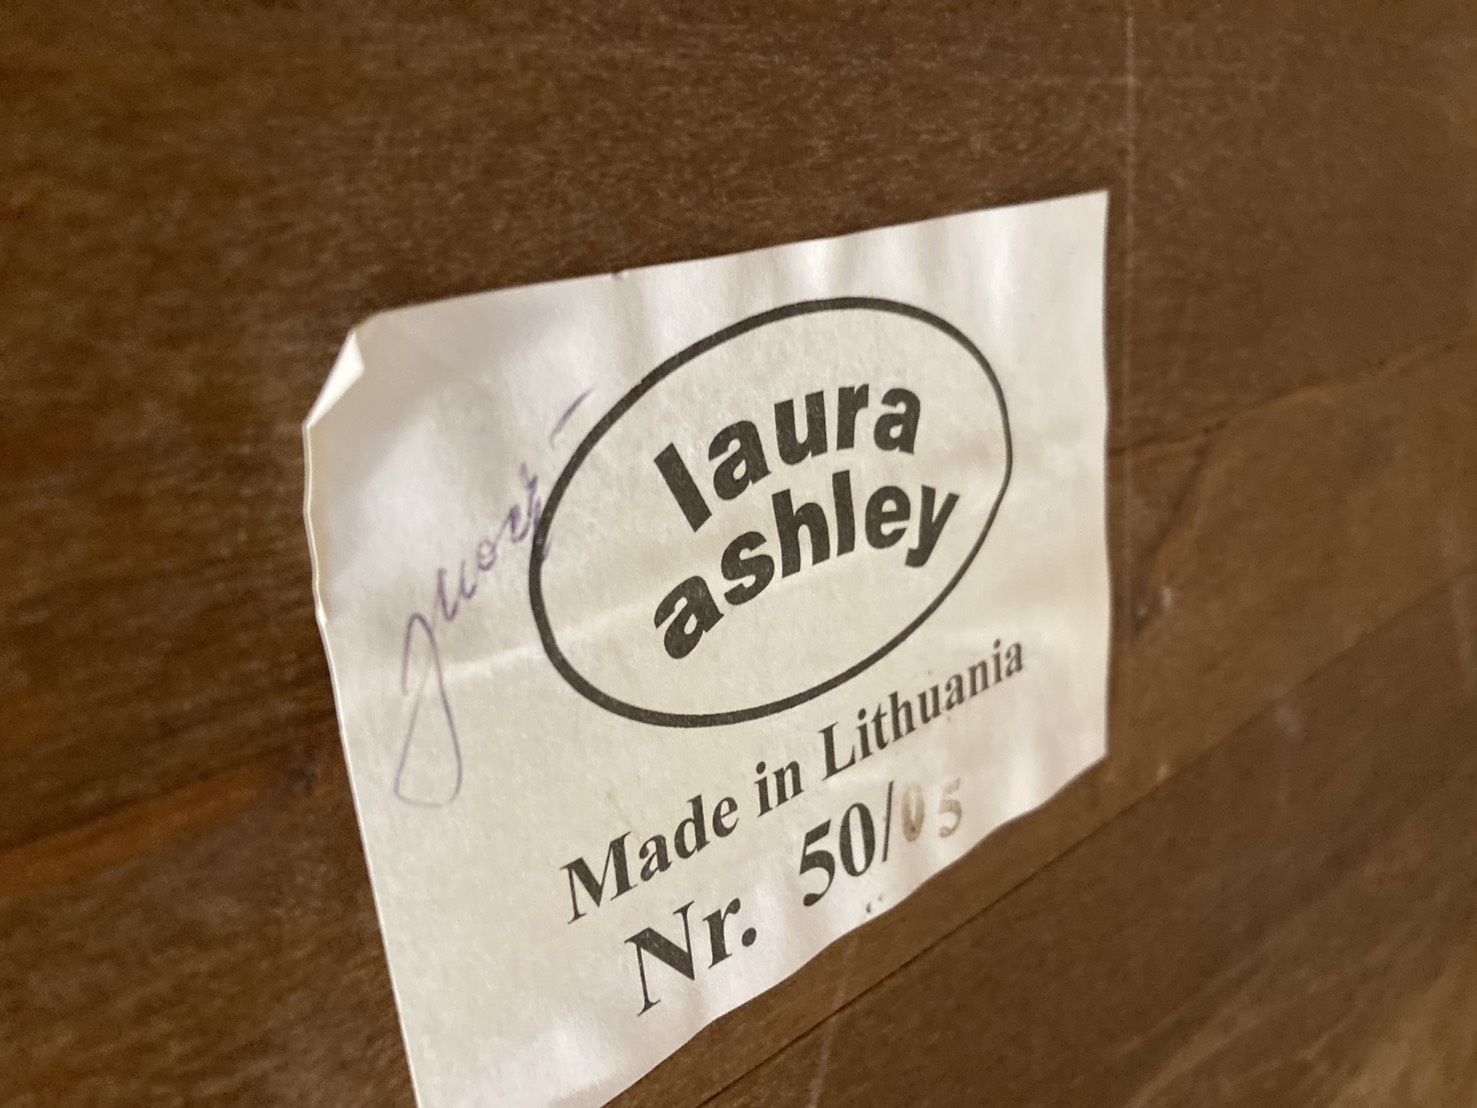 laura
ashley
Made in Lithuania
Nr. 50/05